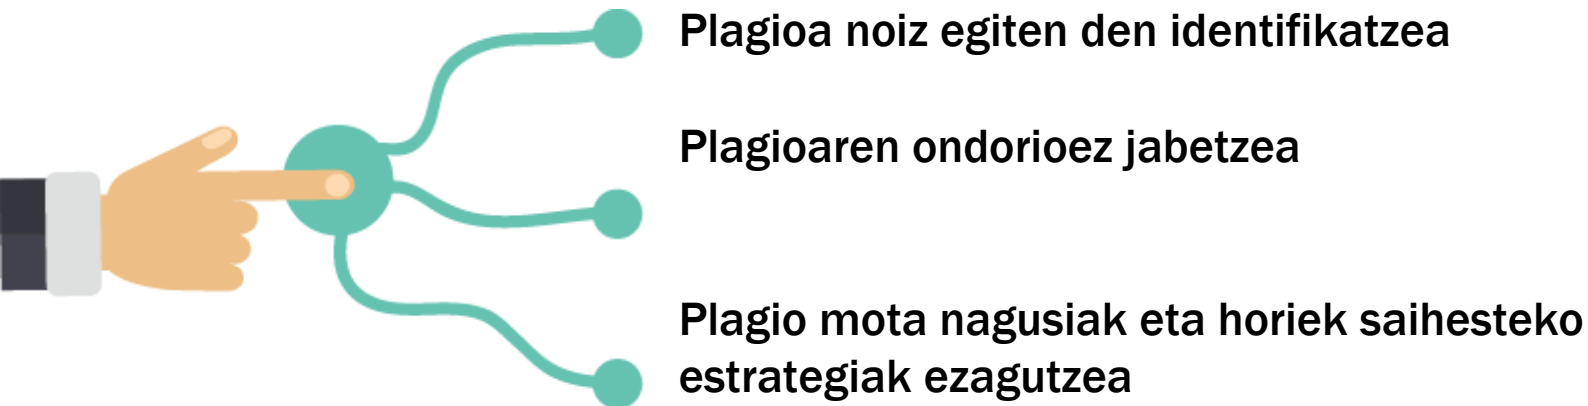 Plagioa noiz egiten den identifikatzea
Plagioaren ondorioez jabetzea
Plagio mota nagusiak eta horiek saihesteko
estrategiak ezagutzea